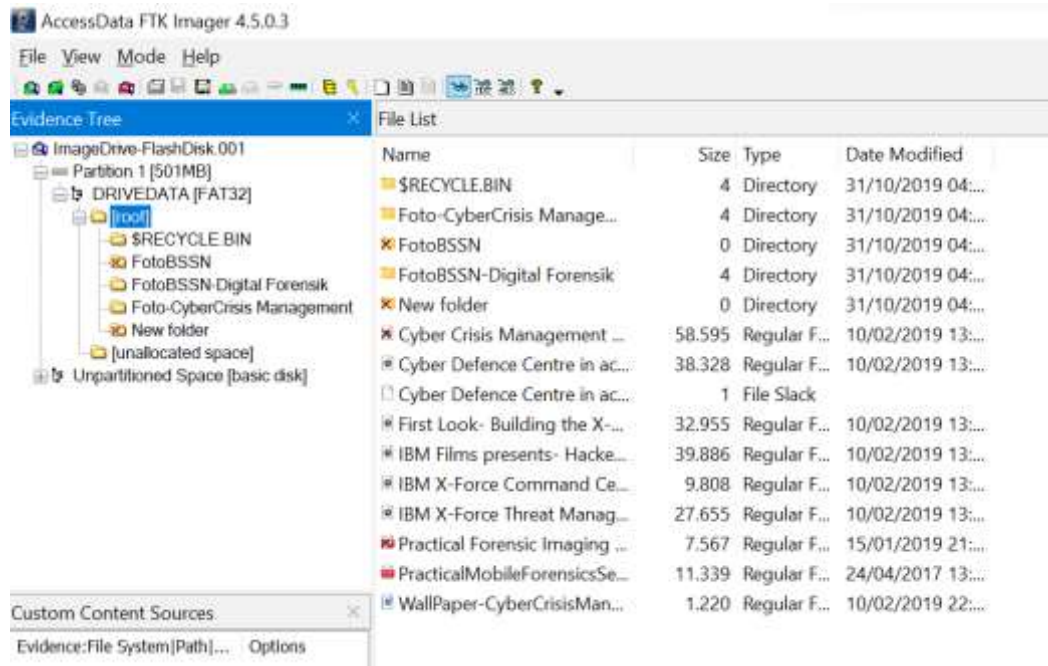 AccessData FTK Imager 4.5.0.3
File View Mode Help
Evidence Tree
ImageDrive-FlashDisk.001
Partition 1 [501MB]
DRIVEDATA [FAT32]
[root]
$RECYCLE.BIN
FotoBSSN
FotoBSSN-Digital Forensik
Foto-CyberCrisis Management
New folder
[unallocated space]
Unpartitioned Space [basic disk]
Custom Content Sources
Evidence:File System|Path|... Options
File List
Name Size Type Date Modified
$RECYCLE.BIN 4 Directory 31/10/2019 04:...
Foto-CyberCrisis Manage... 4 Directory 31/10/2019 04:...
FotoBSSN 0 Directory 31/10/2019 04:...
FotoBSSN-Digital Forensik 4 Directory 31/10/2019 04:...
New folder 0 Directory 31/10/2019 04:...
Cyber Crisis Management ... 58.595 Regular F... 10/02/2019 13:...
Cyber Defence Centre in ac... 38.328 Regular F... 10/02/2019 13:...
Cyber Defence Centre in ac... 1 File Slack
First Look- Building the X-... 32.955 Regular F... 10/02/2019 13:...
IBM Films presents- Hacke... 39.886 Regular F... 10/02/2019 13:...
IBM X-Force Command Ce... 9.808 Regular F... 10/02/2019 13:...
IBM X-Force Threat Manag... 27.655 Regular F... 10/02/2019 13:...
Practical Forensic Imaging ... 7.567 Regular F... 15/01/2019 21:...
PracticalMobileForensicsSe... 11.339 Regular F... 24/04/2017 13:...
WallPaper-CyberCrisisMan... 1.220 Regular F... 10/02/2019 22:...